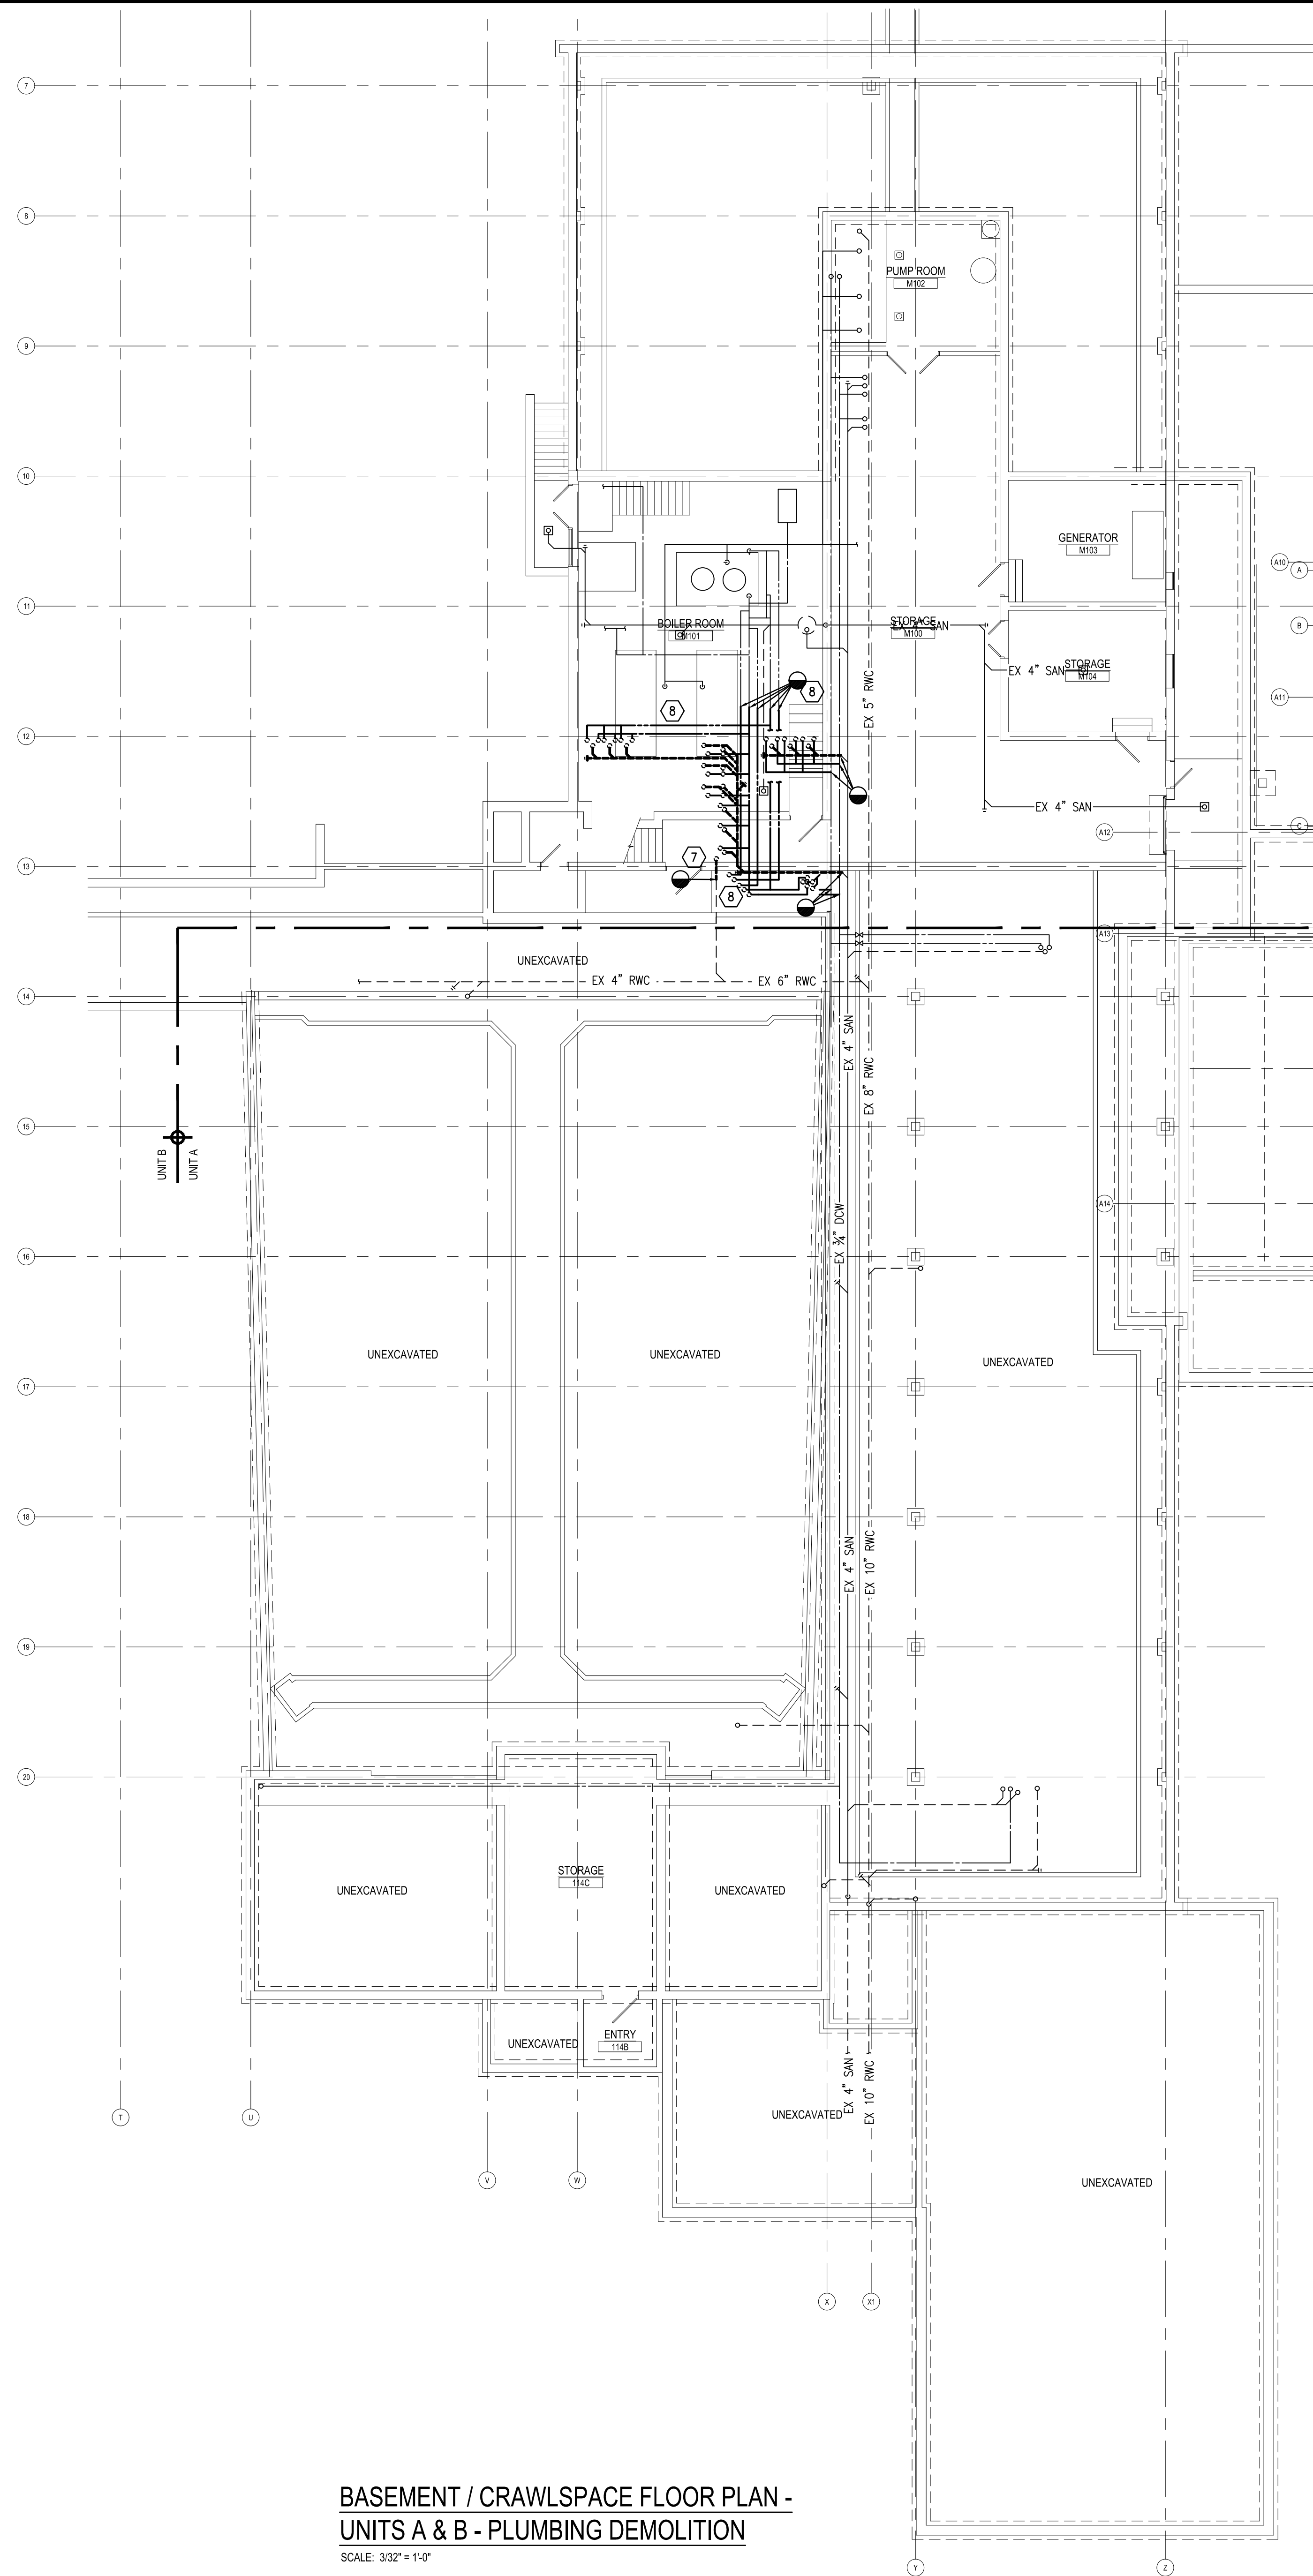 7
8
PUMP ROOM
M102
9
10
GENERATOR
M103
A10
A
11
BOILER ROOM
M101
STORAGE
M100
EX 4" SAN
B
EX 4" SAN
STORAGE
M104
EX 5" RWC
8
8
A11
12
EX 4" SAN
C
A12
13
7
8
A13
UNEXCAVATED
EX 4" RWC
EX 6" RWC
14
EX 4" SAN
EX 8" RWC
15
UNIT B
UNIT A
A14
EX ¾" DCW
16
UNEXCAVATED
UNEXCAVATED
UNEXCAVATED
17
18
EX 4" SAN
EX 10" RWC
19
20
STORAGE
114C
UNEXCAVATED
UNEXCAVATED
ENTRY
114B
UNEXCAVATED
EX 4" SAN
EX 10" RWC
UNEXCAVATED
T
U
V
W
UNEXCAVATED
X
X1
BASEMENT / CRAWLSPACE FLOOR PLAN -
UNITS A & B - PLUMBING DEMOLITION
SCALE: 3/32" = 1'-0"
Y
Z